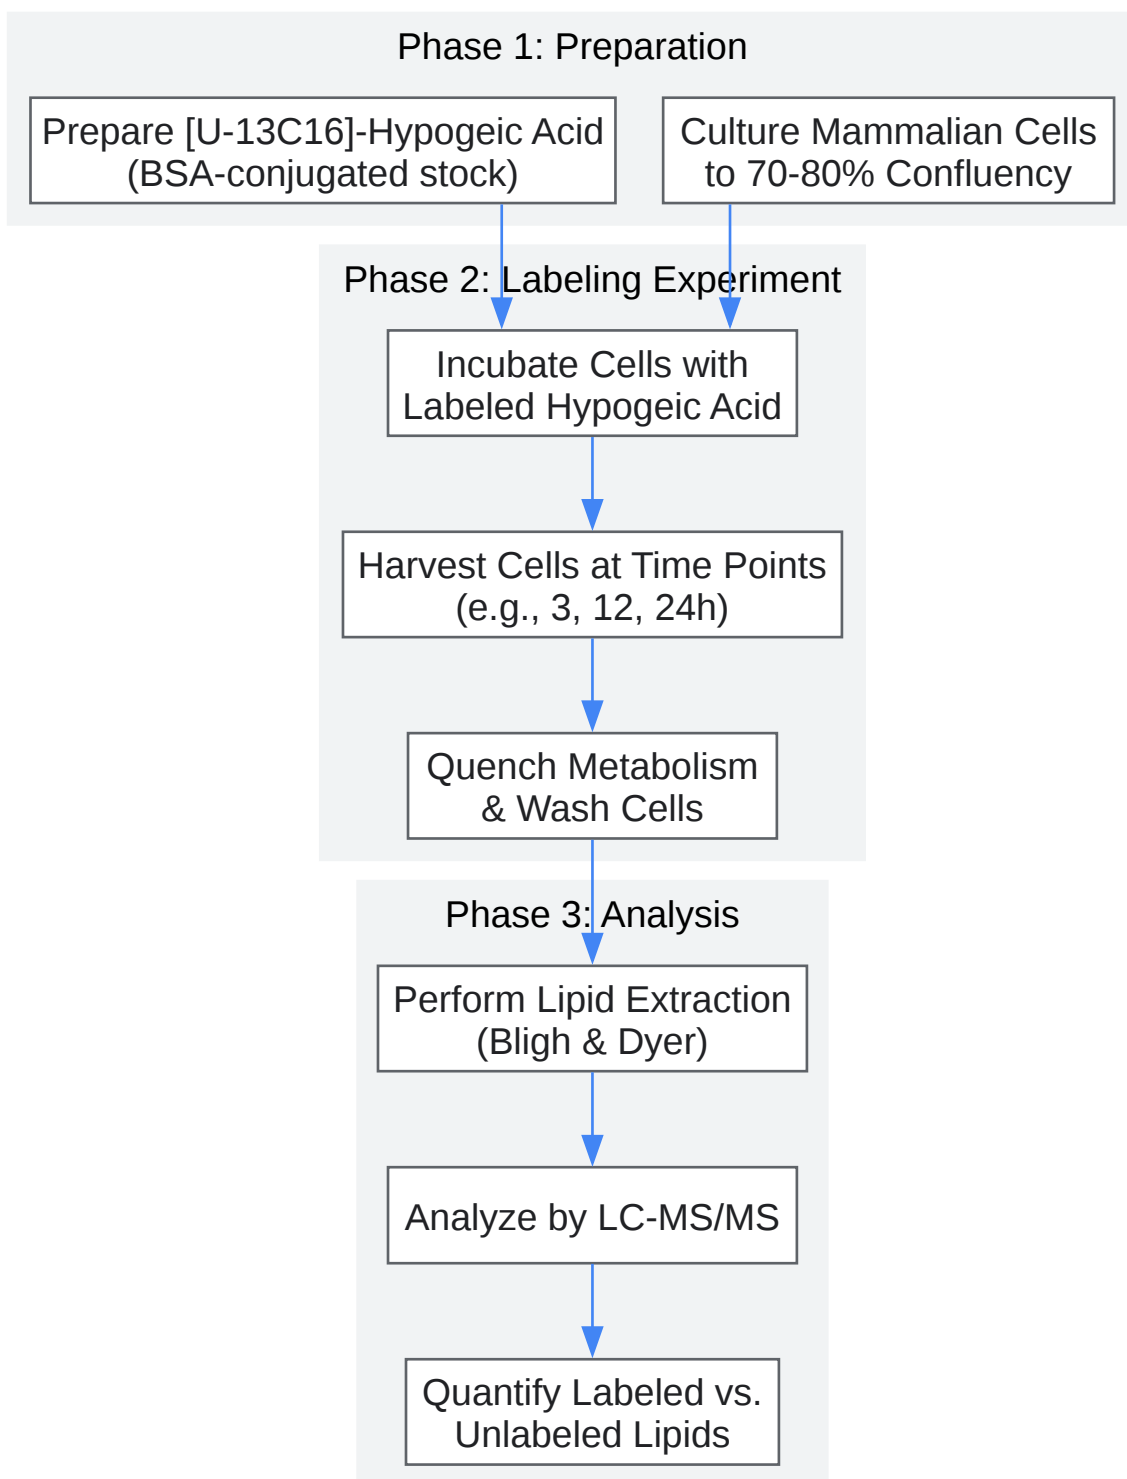 Phase 1: Preparation
Prepare [U-13C16]-Hypogeic Acid
(BSA-conjugated stock)
Culture Mammalian Cells
to 70-80% Confluency
Phase 2: Labeling Experiment
Incubate Cells with
Labeled Hypogeic Acid
Harvest Cells at Time Points
(e.g., 3, 12, 24h)
Quench Metabolism
& Wash Cells
Phase 3: Analysis
Perform Lipid Extraction
(Bligh & Dyer)
Analyze by LC-MS/MS
Quantify Labeled vs.
Unlabeled Lipids